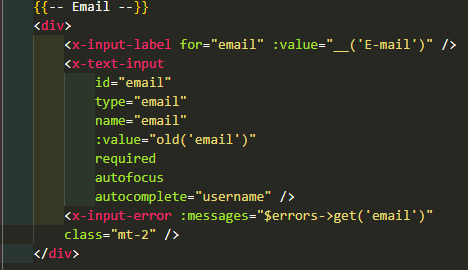 {{-- Email --}}
<div>
<x-input-label for="email" :value="__('E-mail')" />
<x-text-input
id="email"
type="email"
name="email"
:value="old('email')"
required
autofocus
autocomplete="username" />
<x-input-error :messages="$errors->get('email')"
class="mt-2" />
</div>